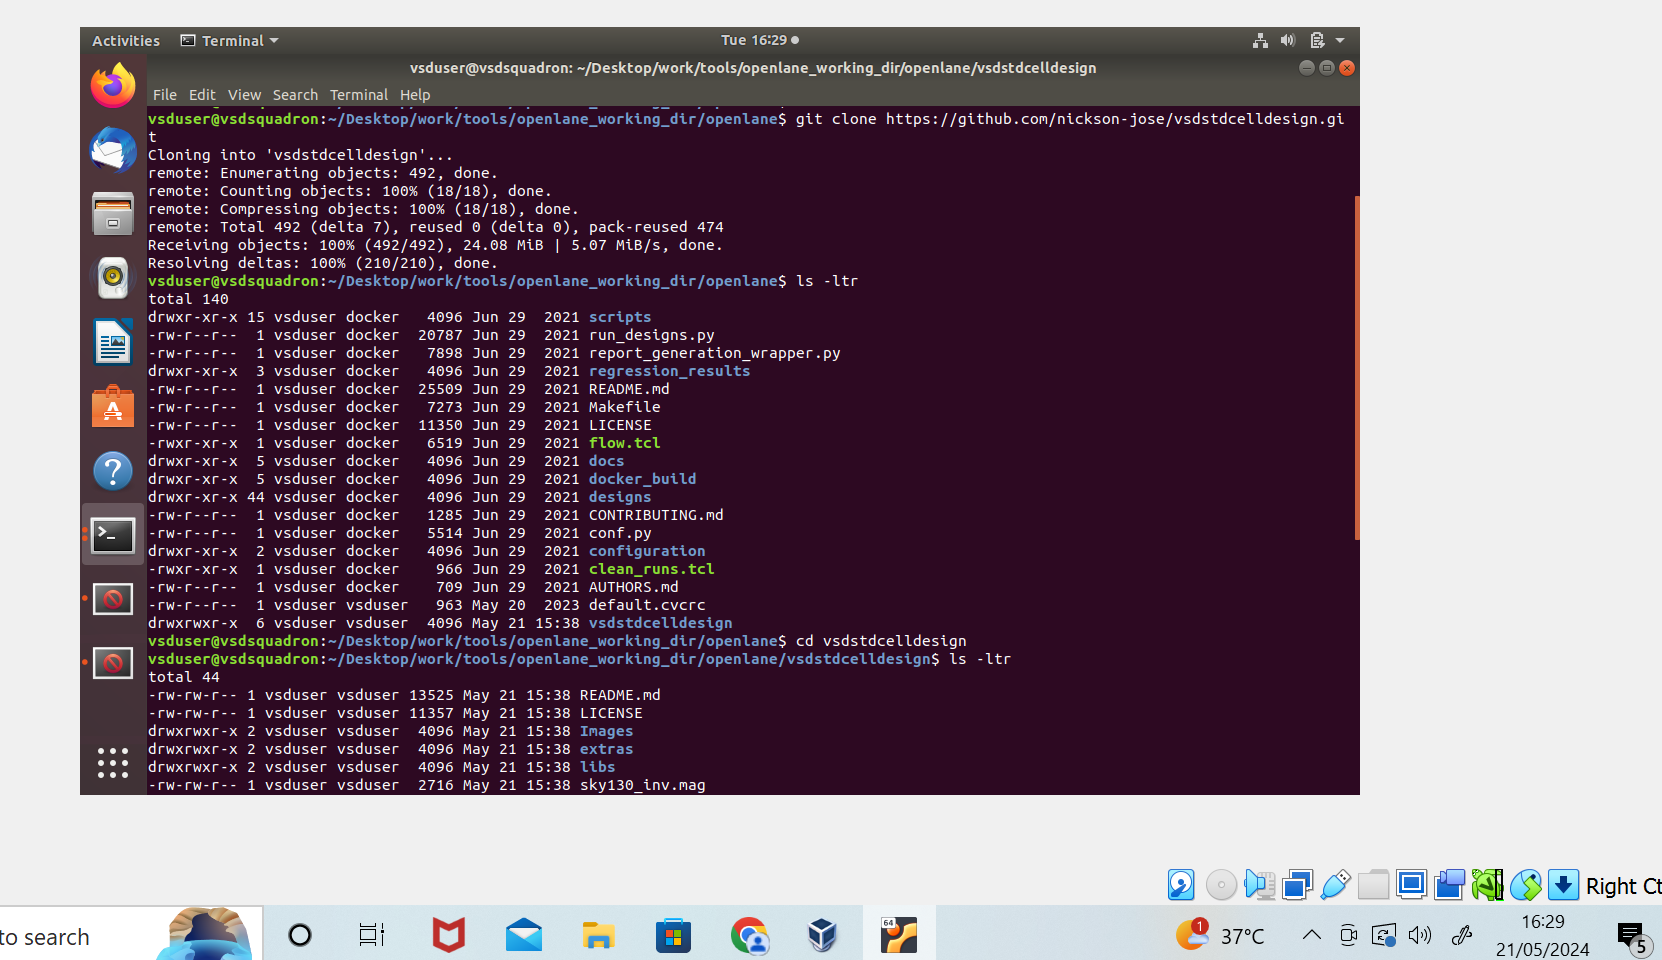 Activities Terminal Tue 16:29
vsduser@vsdsquadron: ~/Desktop/work/tools/openlane_working_dir/openlane/vsdstdcelldesign
File Edit View Search Terminal Help
vsduser@vsdsquadron:~/Desktop/work/tools/openlane_working_dir/openlane$ git clone https://github.com/nickson-jose/vsdstdcelldesign.gi
t
Cloning into 'vsdstdcelldesign'...
remote: Enumerating objects: 492, done.
remote: Counting objects: 100% (18/18), done.
remote: Compressing objects: 100% (18/18), done.
remote: Total 492 (delta 7), reused 0 (delta 0), pack-reused 474
Receiving objects: 100% (492/492), 24.08 MiB | 5.07 MiB/s, done.
Resolving deltas: 100% (210/210), done.
vsduser@vsdsquadron:~/Desktop/work/tools/openlane_working_dir/openlane$ ls -ltr
total 140
drwxr-xr-x 15 vsduser docker   4096 Jun 29  2021 scripts
-rw-r--r--  1 vsduser docker  20787 Jun 29  2021 run_designs.py
-rw-r--r--  1 vsduser docker   7898 Jun 29  2021 report_generation_wrapper.py
drwxr-xr-x  3 vsduser docker   4096 Jun 29  2021 regression_results
-rw-r--r--  1 vsduser docker  25509 Jun 29  2021 README.md
-rw-r--r--  1 vsduser docker   7273 Jun 29  2021 Makefile
-rw-r--r--  1 vsduser docker  11350 Jun 29  2021 LICENSE
-rwxr-xr-x  1 vsduser docker   6519 Jun 29  2021 flow.tcl
drwxr-xr-x  5 vsduser docker   4096 Jun 29  2021 docs
drwxr-xr-x  5 vsduser docker   4096 Jun 29  2021 docker_build
drwxr-xr-x 44 vsduser docker   4096 Jun 29  2021 designs
-rw-r--r--  1 vsduser docker   1285 Jun 29  2021 CONTRIBUTING.md
-rw-r--r--  1 vsduser docker   5514 Jun 29  2021 conf.py
drwxr-xr-x  2 vsduser docker   4096 Jun 29  2021 configuration
-rwxr-xr-x  1 vsduser docker    966 Jun 29  2021 clean_runs.tcl
-rw-r--r--  1 vsduser docker    709 Jun 29  2021 AUTHORS.md
-rw-r--r--  1 vsduser vsduser   963 May 20  2023 default.cvcrc
drwxrwxr-x  6 vsduser vsduser  4096 May 21 15:38 vsdstdcelldesign
vsduser@vsdsquadron:~/Desktop/work/tools/openlane_working_dir/openlane$ cd vsdstdcelldesign
vsduser@vsdsquadron:~/Desktop/work/tools/openlane_working_dir/openlane/vsdstdcelldesign$ ls -ltr
total 44
-rw-rw-r-- 1 vsduser vsduser 13525 May 21 15:38 README.md
-rw-rw-r-- 1 vsduser vsduser 11357 May 21 15:38 LICENSE
drwxrwxr-x 2 vsduser vsduser  4096 May 21 15:38 Images
drwxrwxr-x 2 vsduser vsduser  4096 May 21 15:38 extras
drwxrwxr-x 2 vsduser vsduser  4096 May 21 15:38 libs
-rw-rw-r-- 1 vsduser vsduser  2716 May 21 15:38 sky130_inv.mag
Right Ct
to search
64
1
37°C
16:29
21/05/2024
5